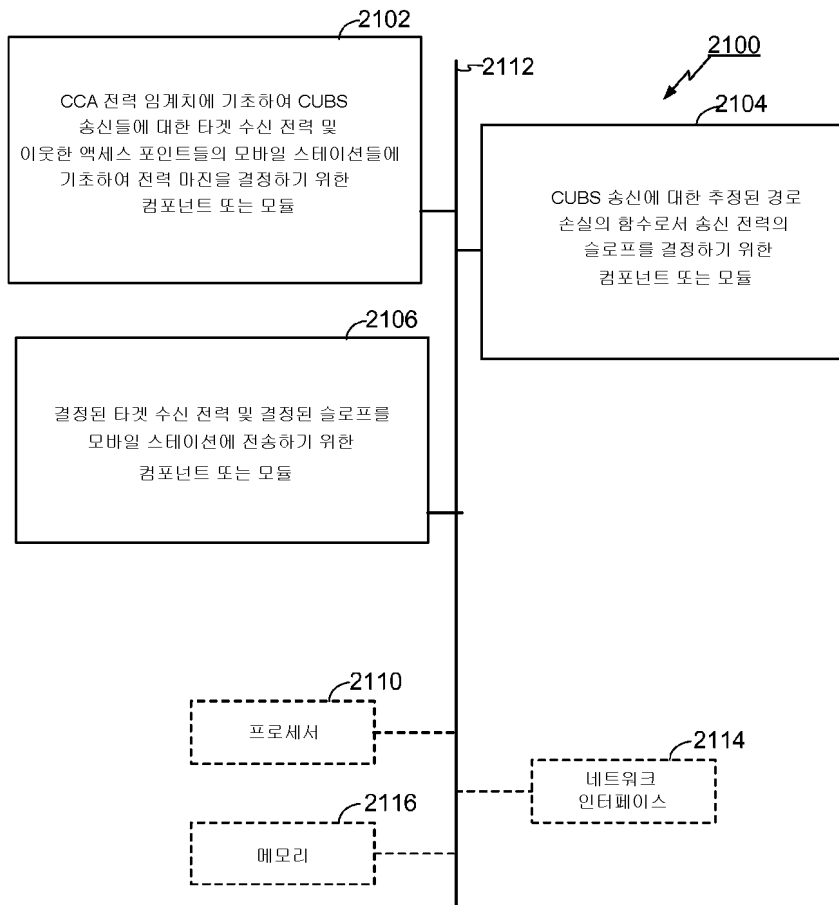 2102
CCA 전력 임계치에 기초하여 CUBS
송신들에 대한 타겟 수신 전력 및
이웃한 액세스 포인트들의 모바일 스테이션들에
기초하여 전력 마진을 결정하기 위한
컴포넌트 또는 모듈
2112
2100
2104
CUBS 송신에 대한 추정된 경로
손실의 함수로서 송신 전력의
슬로프를 결정하기 위한
컴포넌트 또는 모듈
2106
결정된 타겟 수신 전력 및 결정된 슬로프를
모바일 스테이션에 전송하기 위한
컴포넌트 또는 모듈
2110
프로세서
2114
네트워크
인터페이스
2116
메모리